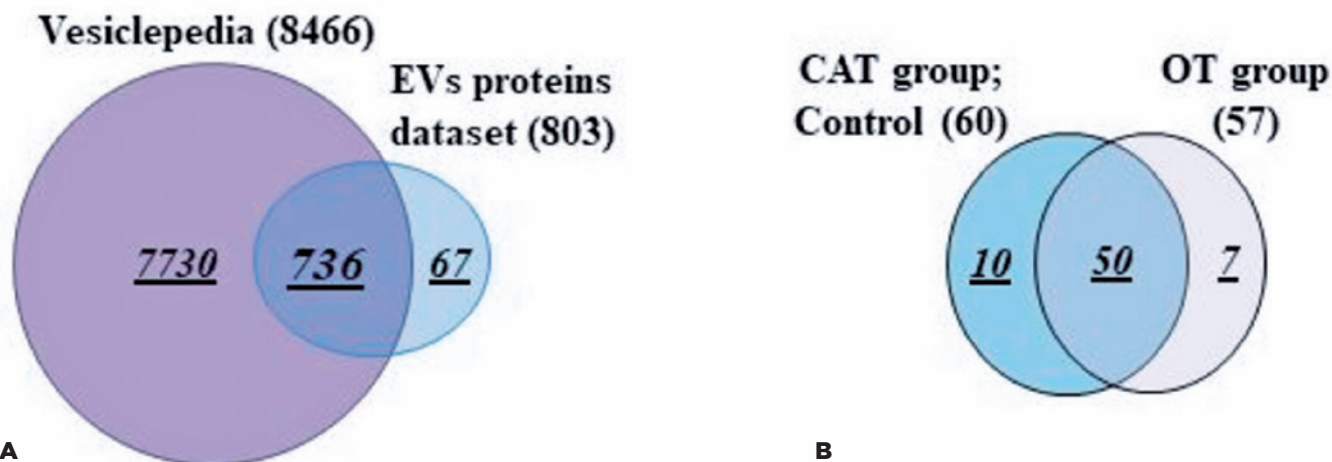 Vesiclepedia (8466)
EVs proteins
dataset (803)
7730
736
67
A
CAT group;
Control (60)
OT group
(57)
10
50
7
B